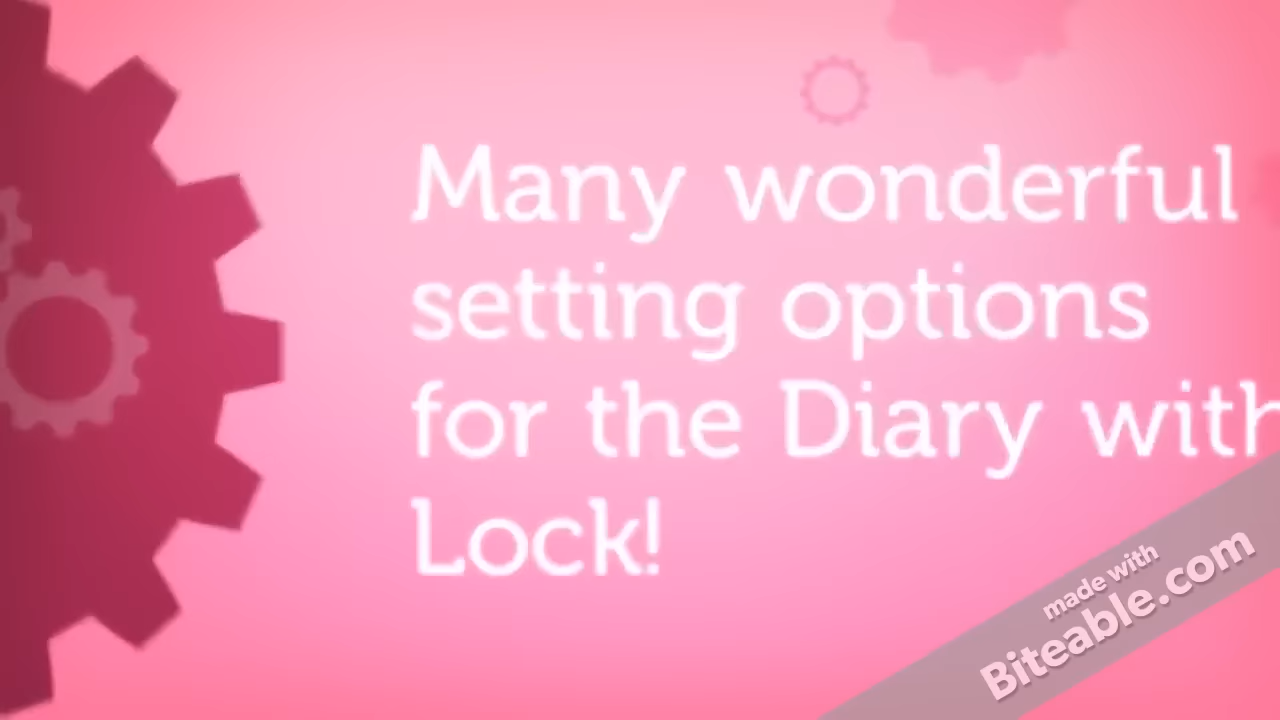 Many wonderful
setting options
for the Diary with
Lock!
made with
Biteable.com